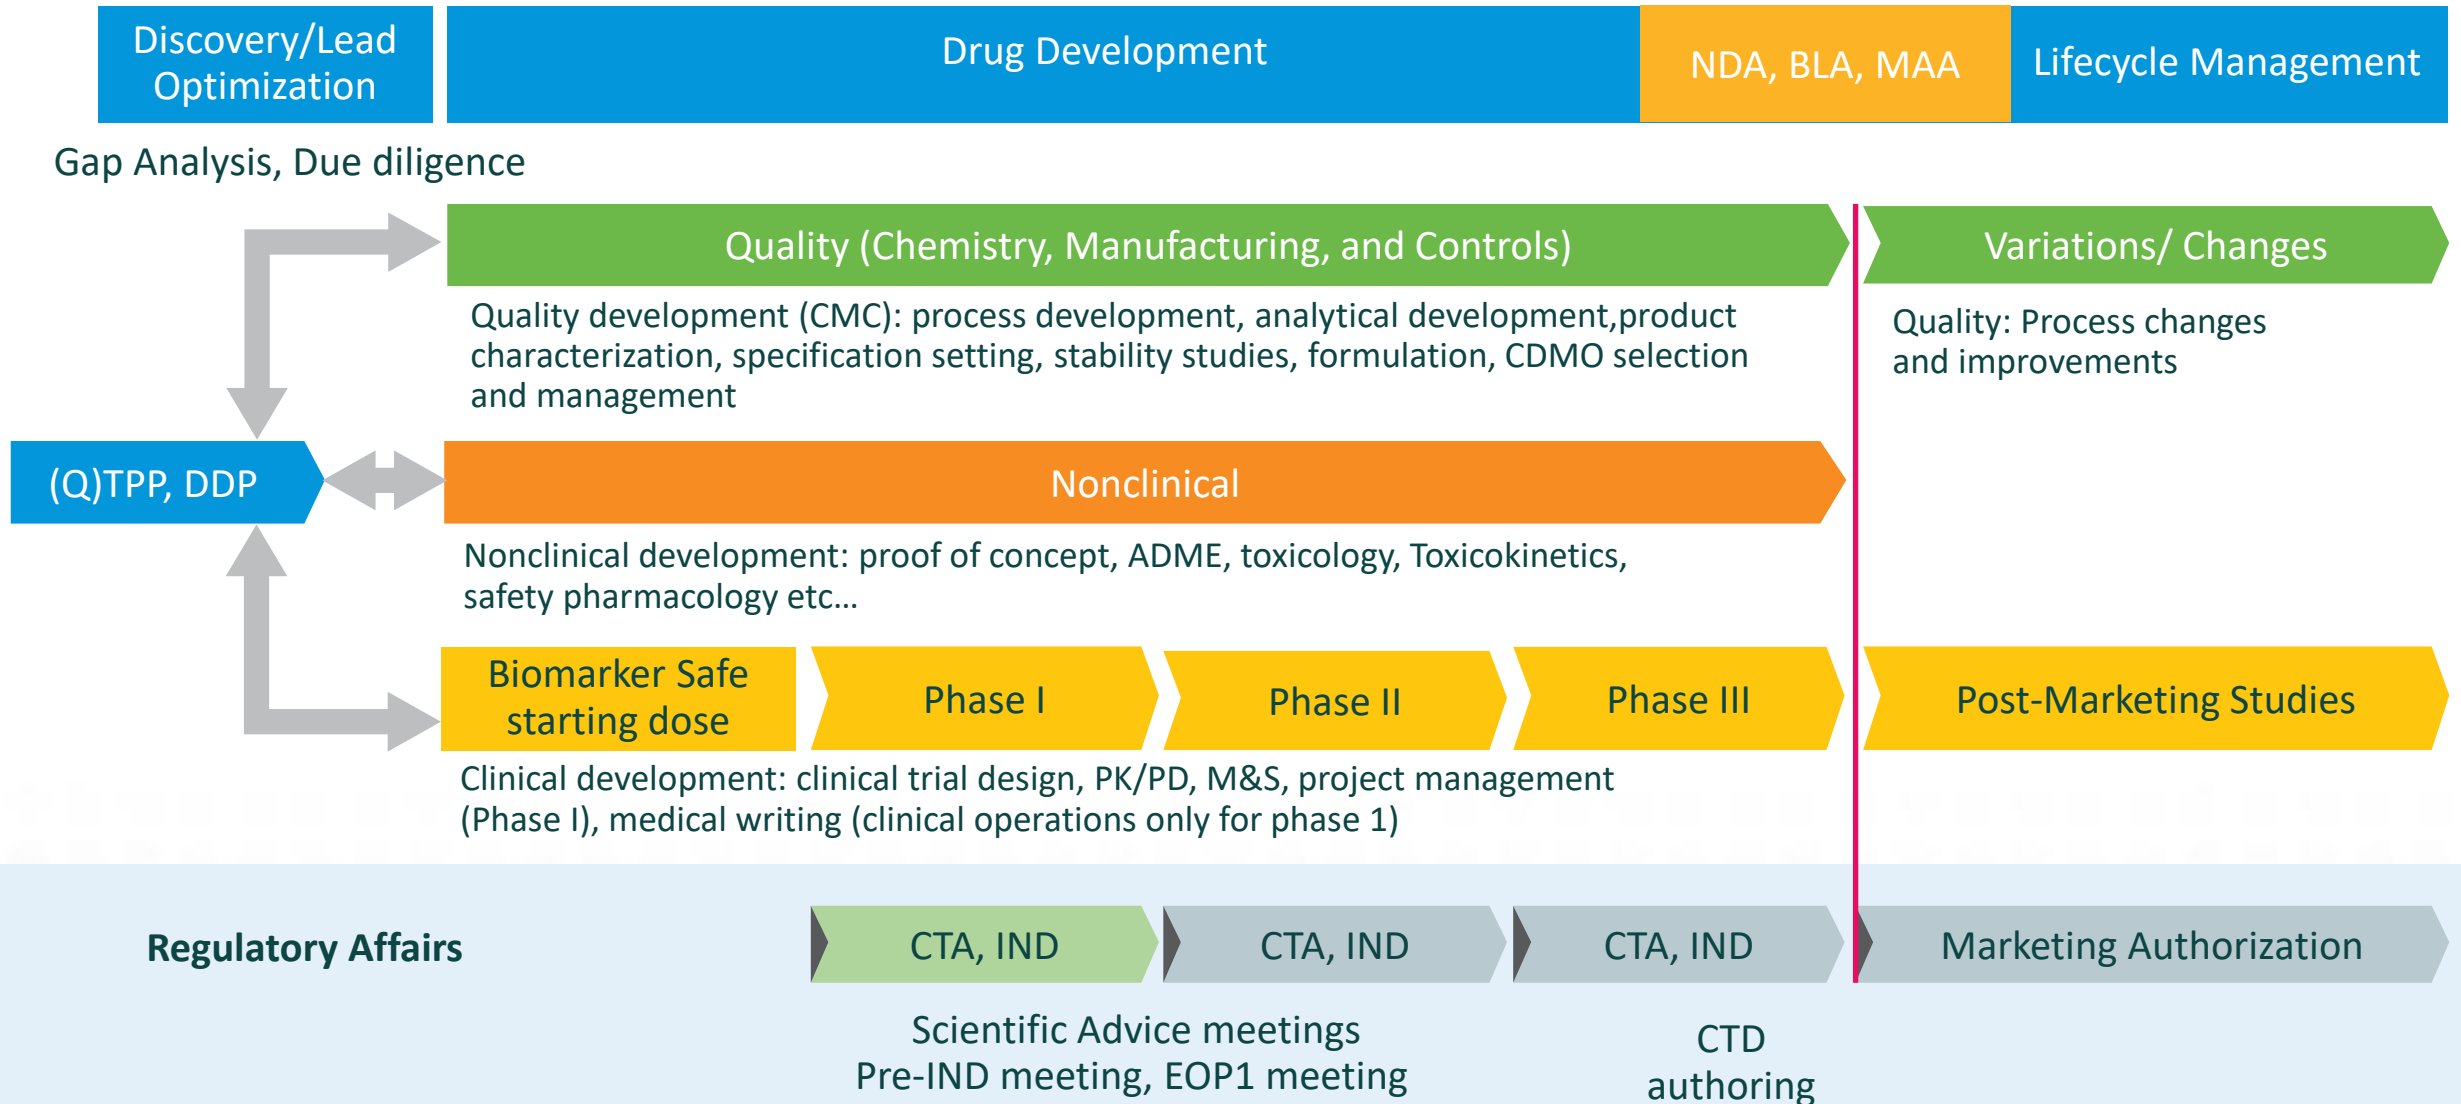 Discovery/Lead
Optimization
Drug Development
NDA, BLA, MAA
Lifecycle Management
Gap Analysis, Due diligence
Quality (Chemistry, Manufacturing, and Controls)
Variations/ Changes
Quality development (CMC): process development, analytical development,product
characterization, specification setting, stability studies, formulation, CDMO selection
and management
Quality: Process changes
and improvements
(Q)TPP, DDP
Nonclinical
Nonclinical development: proof of concept, ADME, toxicology, Toxicokinetics,
safety pharmacology etc...
Biomarker Safe
starting dose
Phase I
Phase II
Phase III
Post-Marketing Studies
Clinical development: clinical trial design, PK/PD, M&S, project management
(Phase I), medical writing (clinical operations only for phase 1)
Regulatory Affairs
CTA, IND
CTA, IND
CTA, IND
Marketing Authorization
Scientific Advice meetings
Pre-IND meeting, EOP1 meeting
CTD
authoring